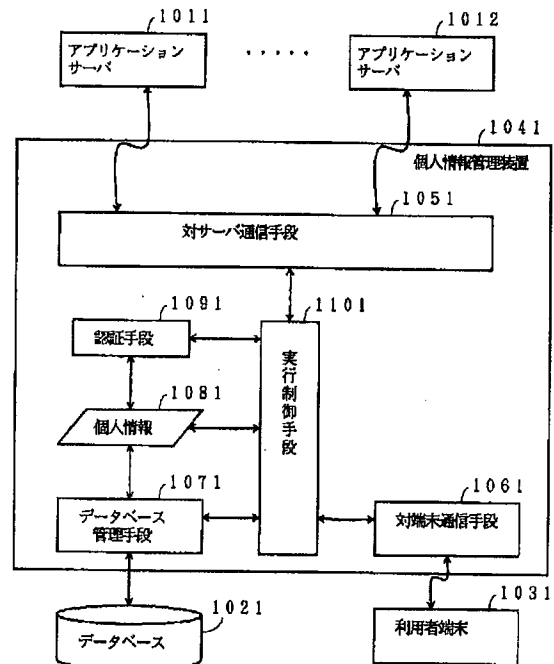 1011
アプリケーション
サーバ
.....
1012
アプリケーション
サーバ
1041
個人情報管理装置
1051
対サーバ通信手段
1101
実行制御手段
1091
認証手段
1081
個人情報
1071
データベース
管理手段
1061
対端末通信手段
1021
データベース
1031
利用者端末